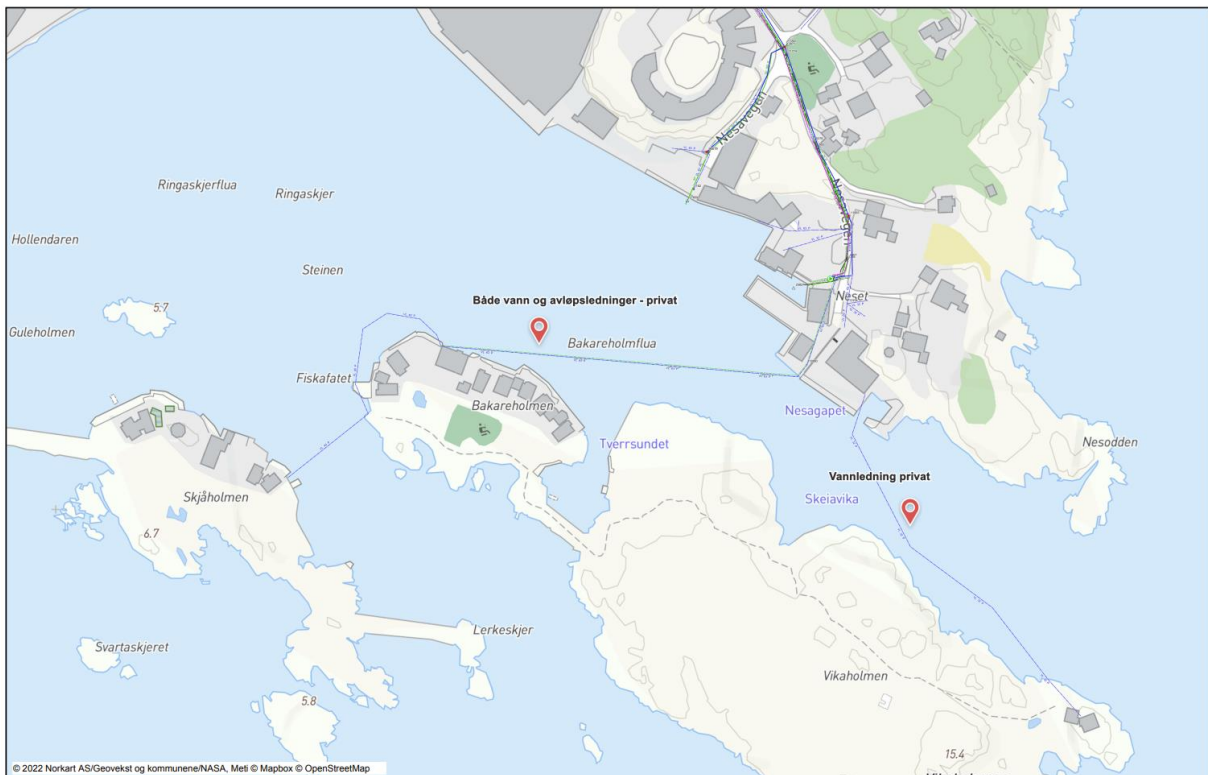 Nesavegen
Ringaskjerflua
Ringaskjer
Nesavegen
Hollendaren
Steinen
Både vann og avløpsledninger - privat
Neset
5.7
Guleholmen
Bakareholmflua
Fiskafatet
Bakareholmen
Nesagapet
Tverrsundet
Nesodden
Vannledning privat
Skjåholmen
Skeiavika
6.7
Lerkeskjer
Svartaskjeret
Vikaholmen
5.8
15.4
© 2022 Norkart AS/Geovekst og kommunene/NASA, Meti © Mapbox © OpenStreetMap